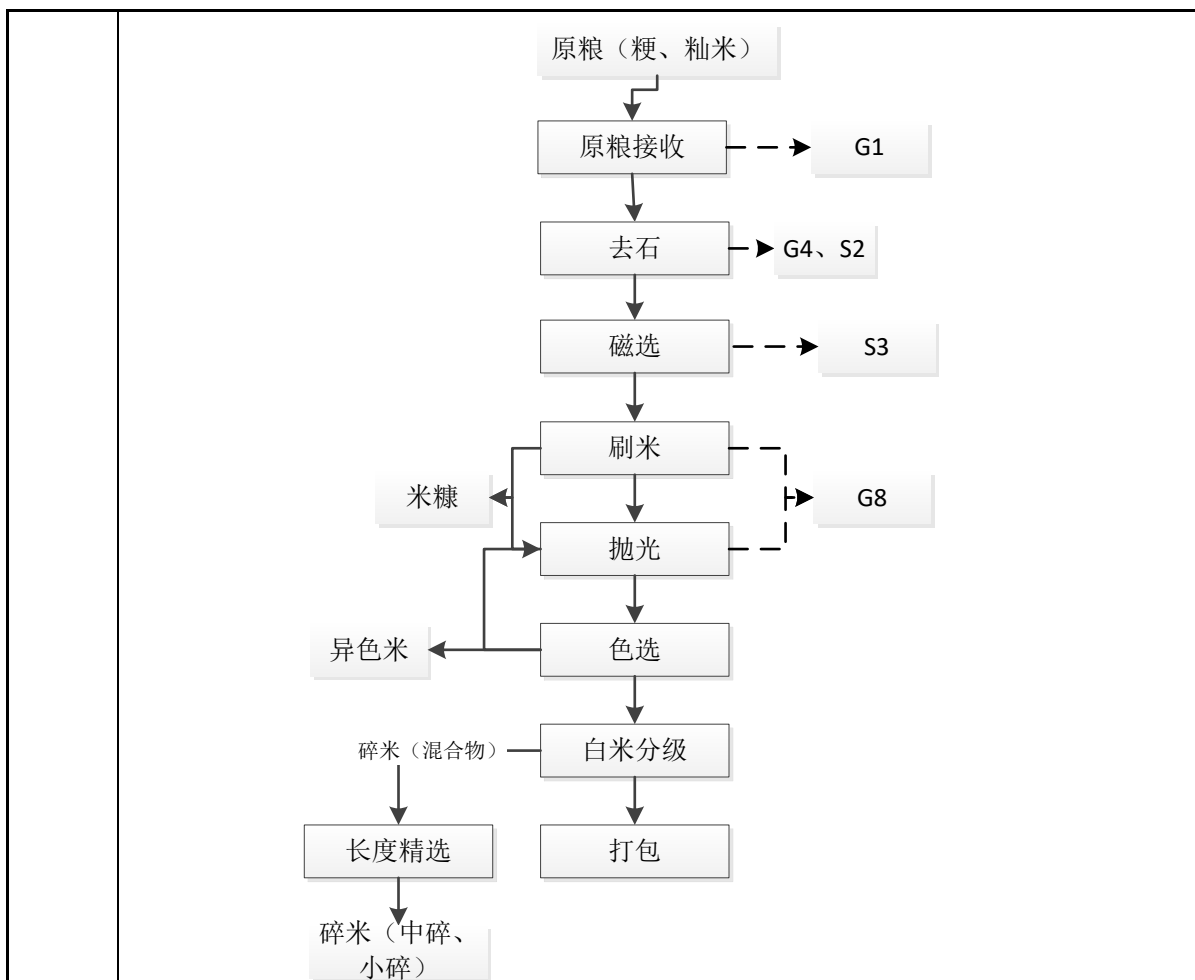 原粮（粳、籼米）
原粮接收
G1
去石
G4、S2
磁选
S3
刷米
米糠
G8
抛光
异色米
色选
碎米（混合物）
白米分级
长度精选
打包
碎米（中碎、
小碎）